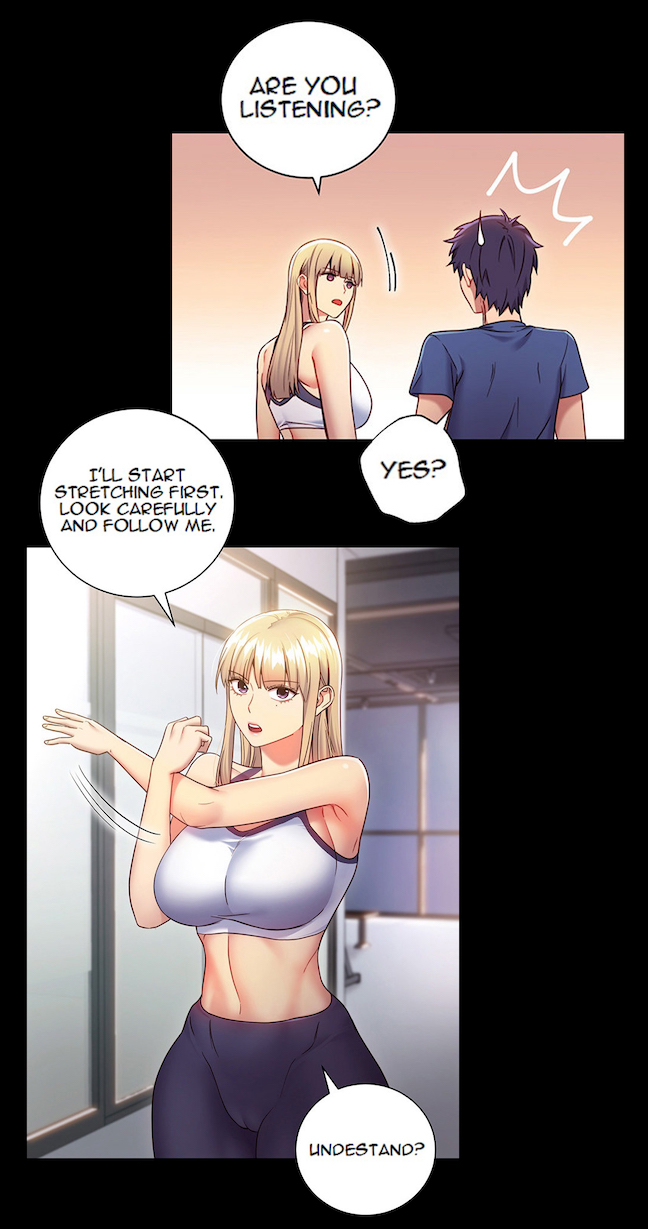 ARE YOU
LISTENING?
YES?
I'LL START
STRETCHING FIRST.
LOOK CAREFULLY
AND FOLLOW ME.
UNDESTAND?